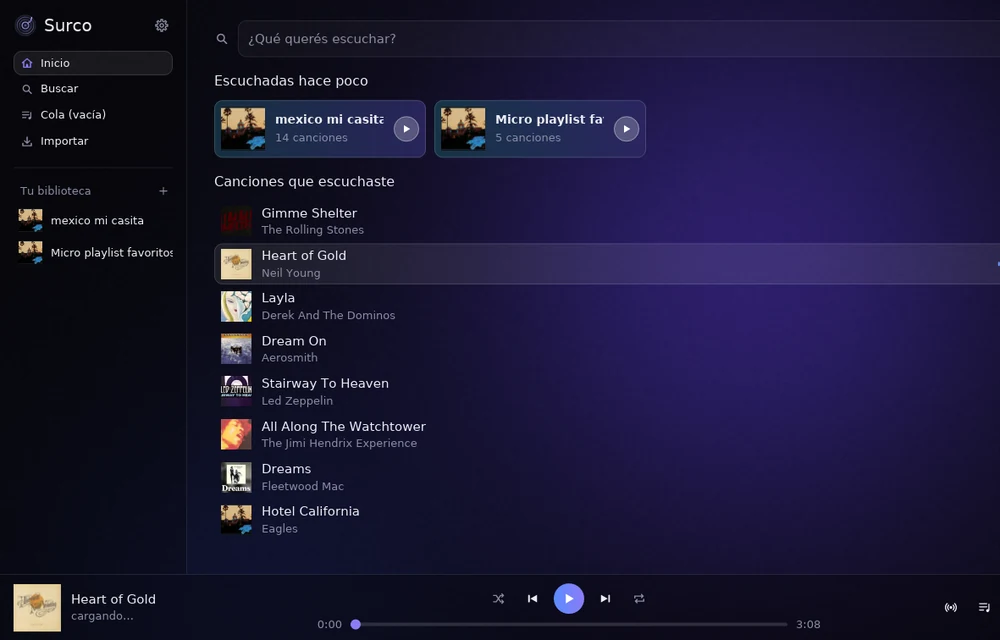 Surco
Inicio
Buscar
Cola (vacía)
Importar
Tu biblioteca
mexico mi casita
Micro playlist favoritos
¿Qué querés escuchar?
Escuchadas hace poco
mexico mi casita
14 canciones
Micro playlist fa
5 canciones
Canciones que escuchaste
Gimme Shelter
The Rolling Stones
Heart of Gold
Neil Young
Layla
Derek And The Dominos
Dream On
Aerosmith
Stairway To Heaven
Led Zeppelin
All Along The Watchtower
The Jimi Hendrix Experience
Dreams
Dreams
Fleetwood Mac
Hotel California
Eagles
Heart of Gold
cargando...
0:00
3:08